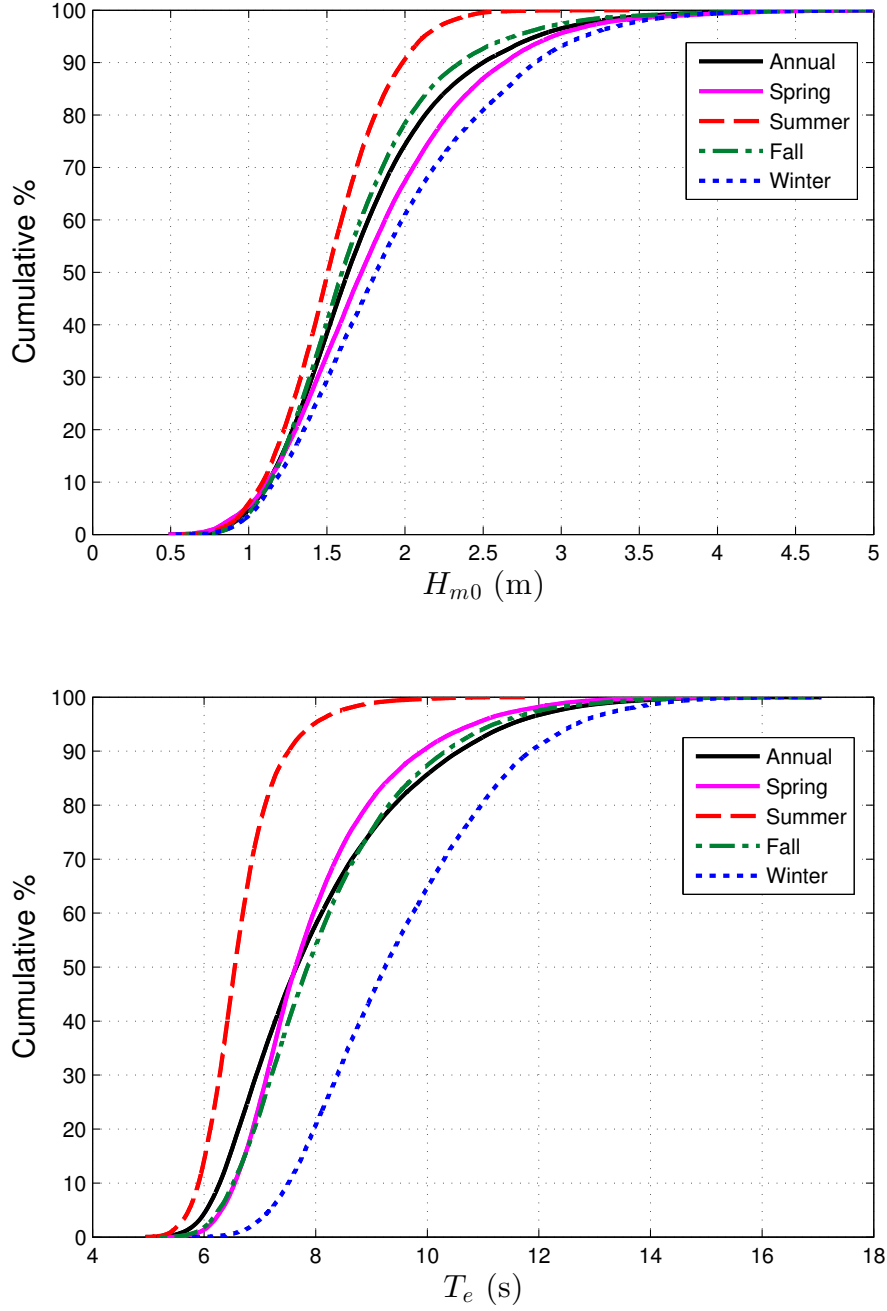 100
90
80
70
60
50
40
30
20
10
0
Cumulative %
Annual
Spring
Summer
Fall
Winter
0 0.5 1 1.5 2 2.5 3 3.5 4 4.5 5
H_{m0} (m)
100
90
80
70
60
50
40
30
20
10
0
Cumulative %
Annual
Spring
Summer
Fall
Winter
4 6 8 10 12 14 16 18
T_e (s)